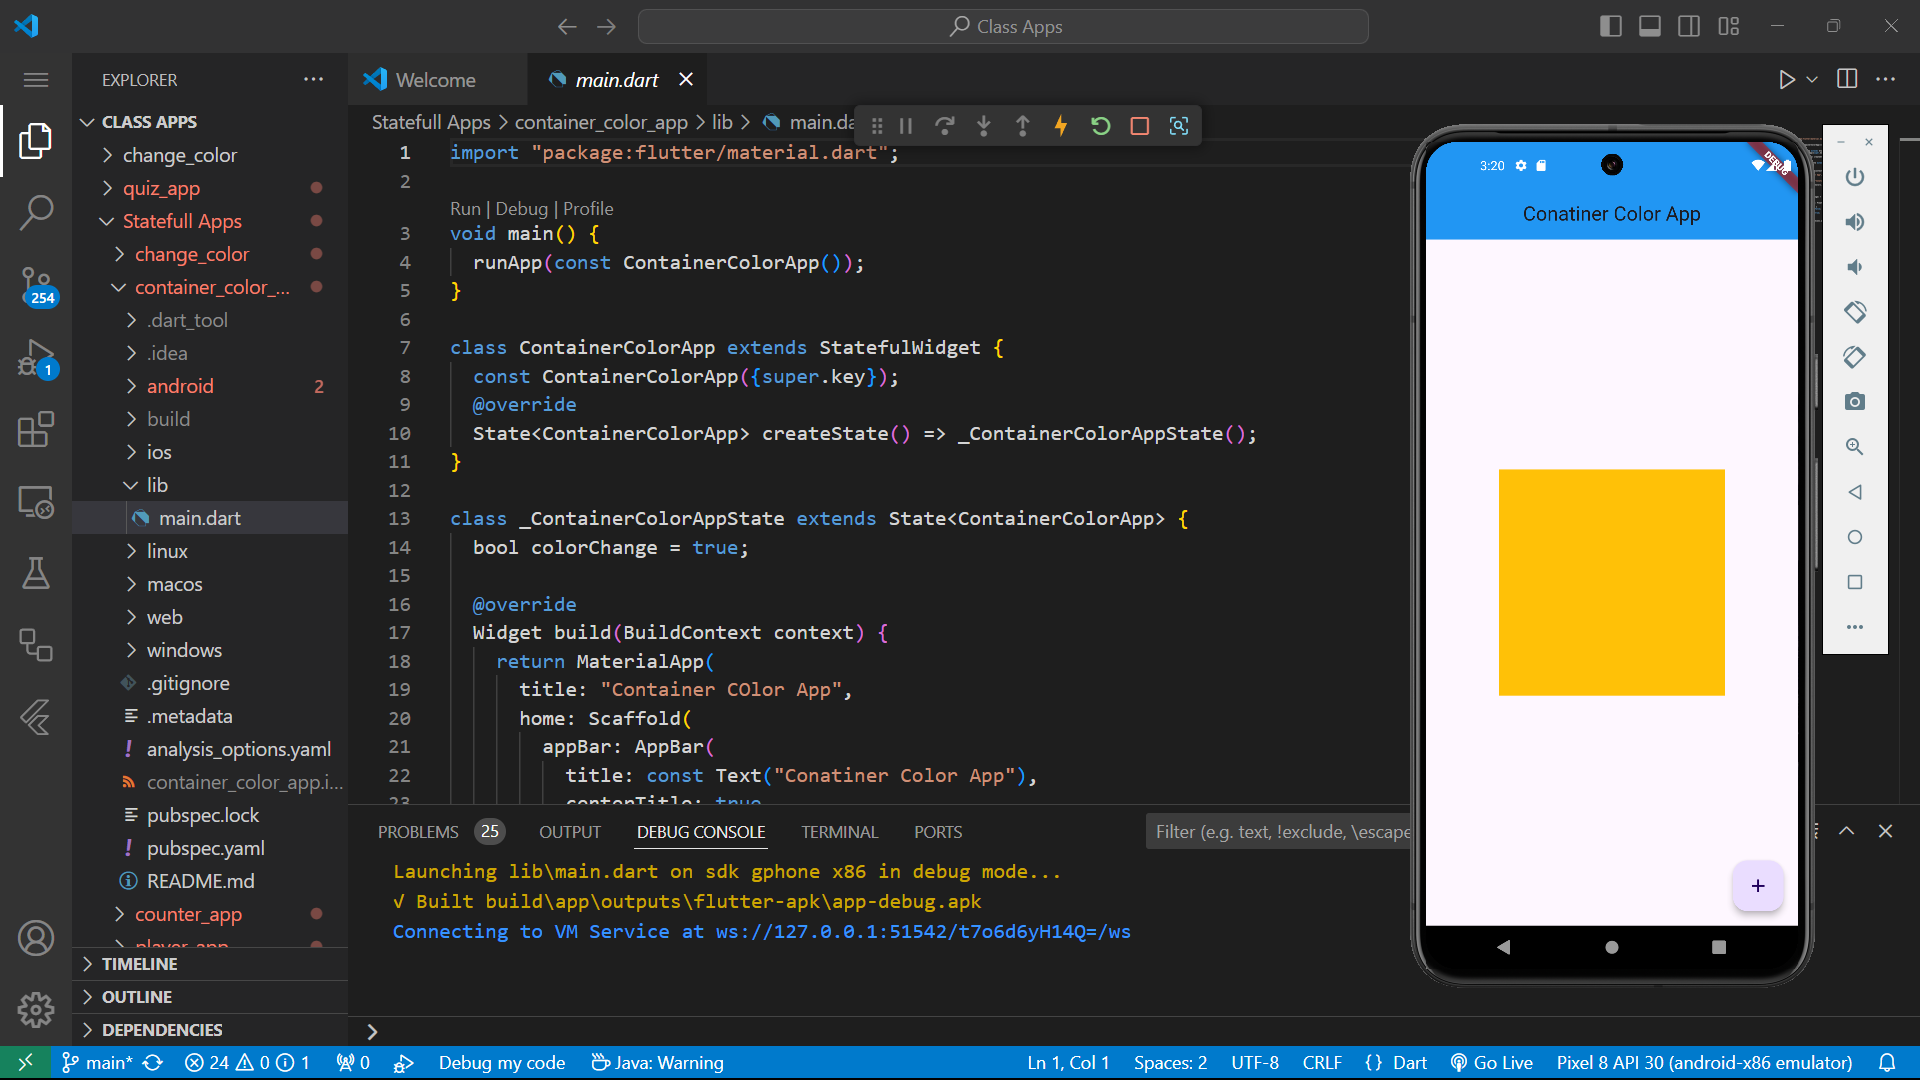 Class Apps
EXPLORER
Welcome
main.dart
CLASS APPS
change_color
quiz_app
Statefull Apps
change_color
container_color_...
.dart_tool
.idea
android 2
build
ios
lib
main.dart
linux
macos
web
windows
.gitignore
.metadata
analysis_options.yaml
container_color_app.i...
pubspec.lock
pubspec.yaml
README.md
counter_app
player_app
TIMELINE
OUTLINE
DEPENDENCIES
254
1
Statefull Apps > container_color_app > lib > main.da
1 import "package:flutter/material.dart";
2
Run | Debug | Profile
3 void main() {
4 runApp(const ContainerColorApp());
5 }
6
7 class ContainerColorApp extends StatefulWidget {
8 const ContainerColorApp({super.key});
9 @override
10 State<ContainerColorApp> createState() => _ContainerColorAppState();
11 }
12
13 class _ContainerColorAppState extends State<ContainerColorApp> {
14 bool colorChange = true;
15
16 @override
17 Widget build(BuildContext context) {
18 return MaterialApp(
19 title: "Container COlor App",
20 home: Scaffold(
21 appBar: AppBar(
22 title: const Text("Conatiner Color App"),
23 centerTitle: true
3:20
DEBUG
Conatiner Color App
+
PROBLEMS 25 OUTPUT DEBUG CONSOLE TERMINAL PORTS
Filter (e.g. text, !exclude, \escape
Launching lib\main.dart on sdk gphone x86 in debug mode...
√ Built build\app\outputs\flutter-apk\app-debug.apk
Connecting to VM Service at ws://127.0.0.1:51542/t7o6d6yH14Q=/ws
main* 24 0 1 0 Debug my code Java: Warning
Ln 1, Col 1 Spaces: 2 UTF-8 CRLF {} Dart Go Live Pixel 8 API 30 (android-x86 emulator)